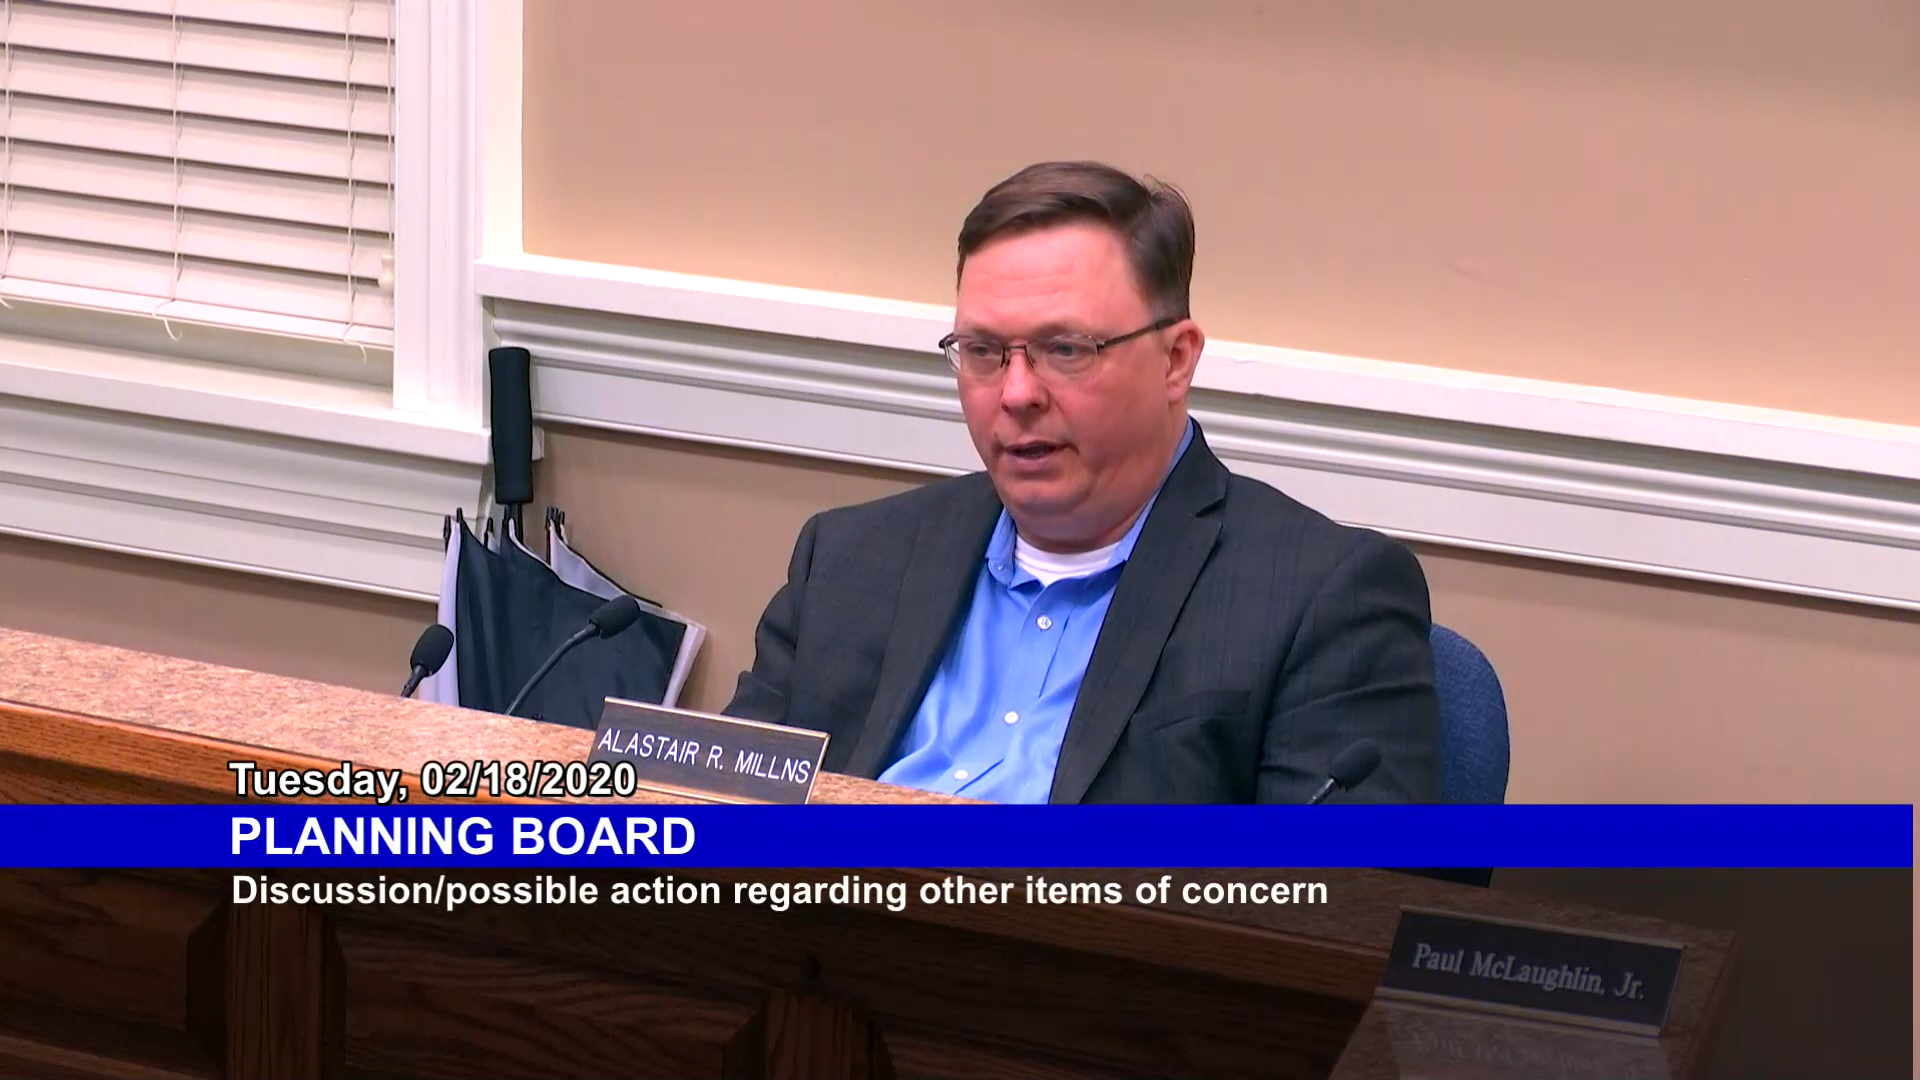 ALASTAIR R. MILLNS
Tuesday, 02/18/2020
PLANNING BOARD
Discussion/possible action regarding other items of concern
Paul McLaughlin, Jr.